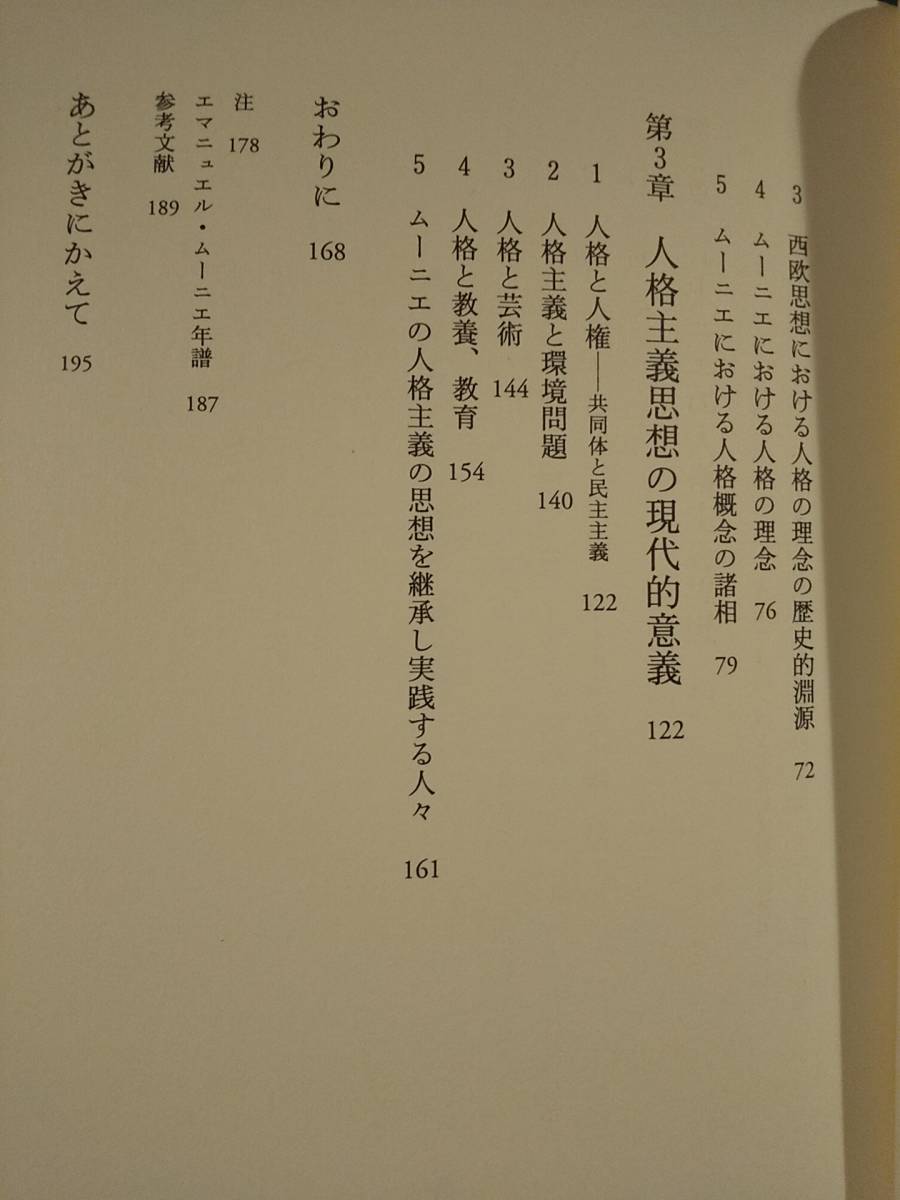 3 西欧思想における人格の理念の歴史的淵源 72
4 ムーニエにおける人格の理念 76
5 ムーニエにおける人格概念の諸相 79
第3章 人格主義思想の現代的意義 122
1 人格と人権――共同体と民主主義 122
2 人格主義と環境問題 140
3 人格と芸術 144
4 人格と教養、教育 154
5 ムーニエの人格主義の思想を継承し実践する人々 161
おわりに 168
注 178
エマニュエル・ムーニエ年譜 187
参考文献 189
あとがきにかえて 195